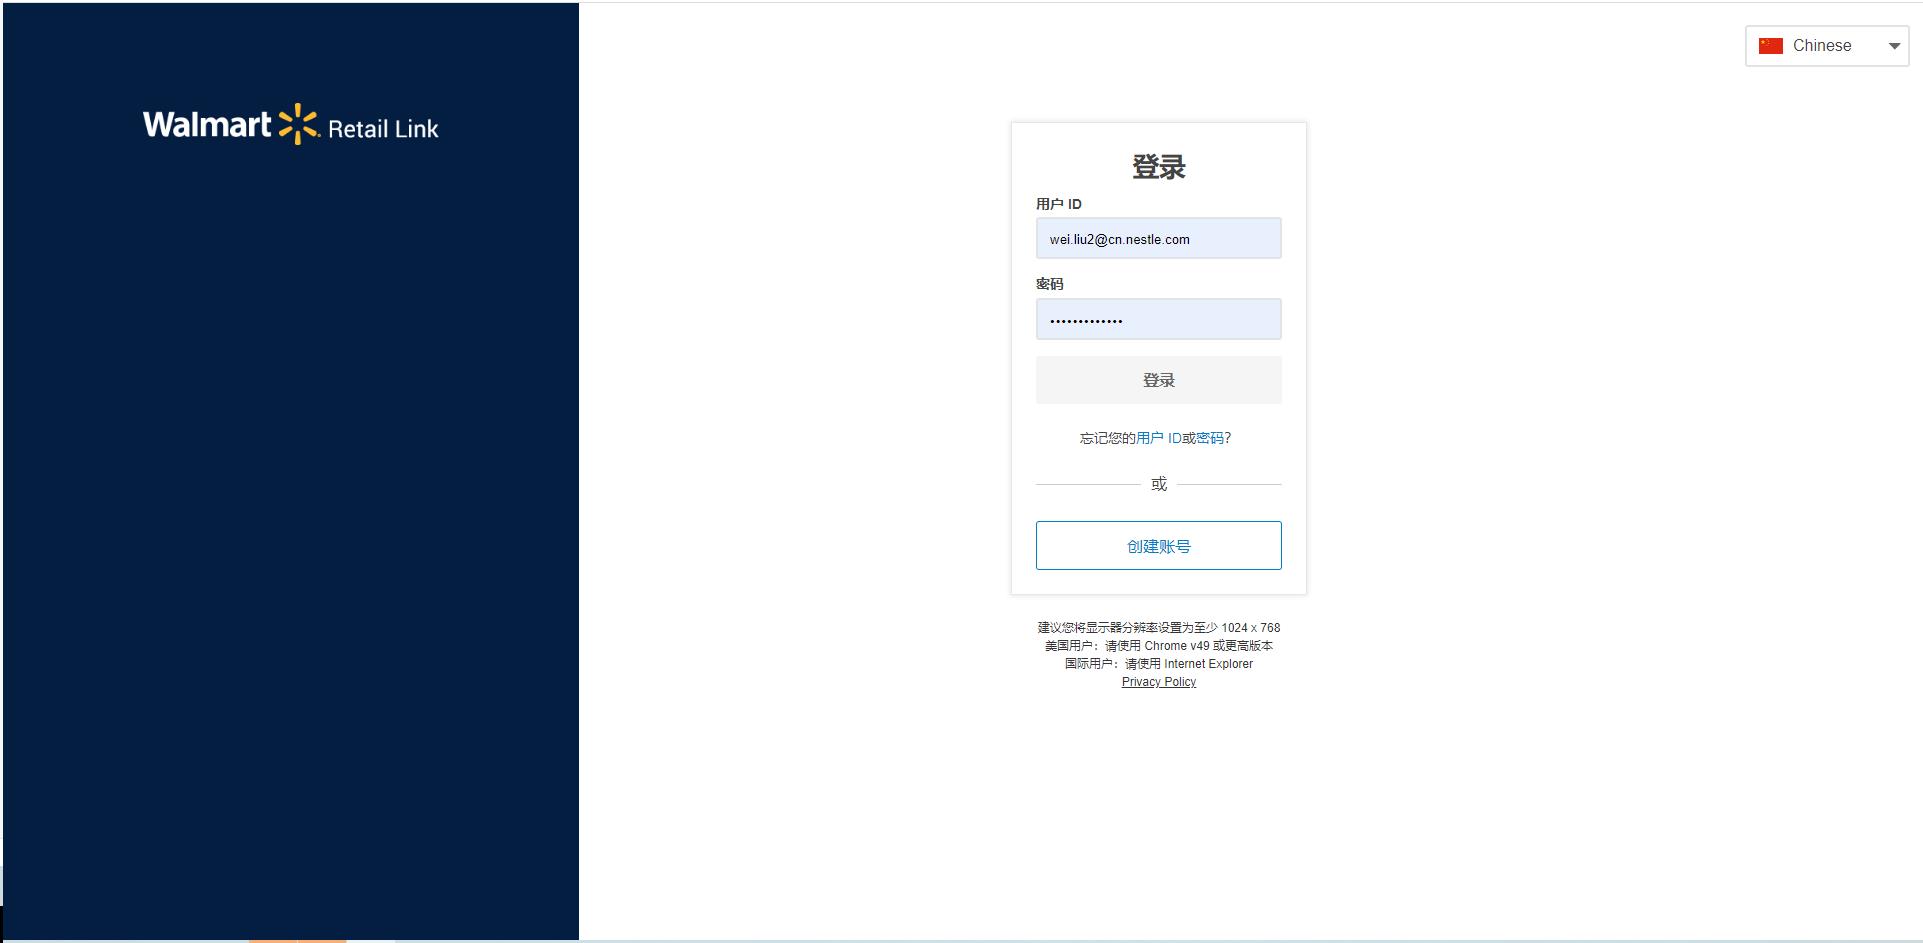 Walmart Retail Link
Chinese
登录
用户 ID
wei.liu2@cn.nestle.com
密码
•••••••••••••
登录
忘记您的用户 ID或密码?
或
创建账号
建议您将显示器分辨率设置为至少 1024 x 768
美国用户：请使用 Chrome v49 或更高版本
国际用户：请使用 Internet Explorer
Privacy Policy